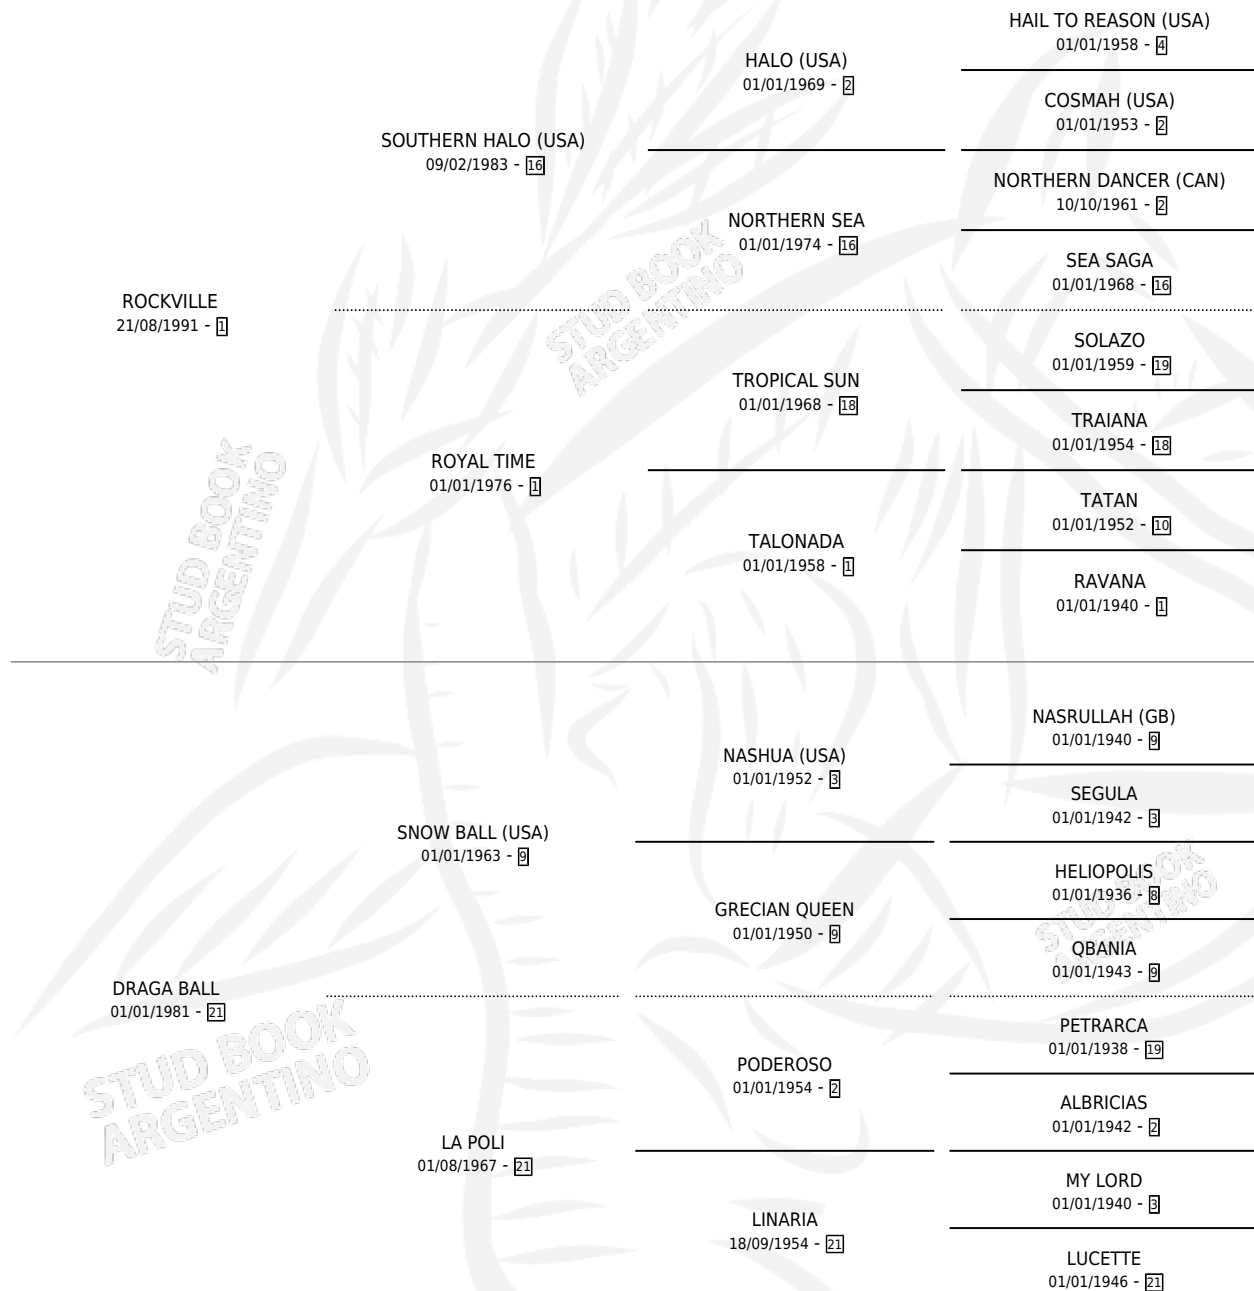 HAIL TO REASON (USA)
01/01/1958 - 4
HALO (USA)
01/01/1969 - 2
COSMAH (USA)
01/01/1953 - 2
SOUTHERN HALO (USA)
09/02/1983 - 16
NORTHERN DANCER (CAN)
10/10/1961 - 2
NORTHERN SEA
01/01/1974 - 16
SEA SAGA
01/01/1968 - 16
ROCKVILLE
21/08/1991 - 1
STUD BOOK
ARGENTINO
SOLAZO
01/01/1959 - 19
TROPICAL SUN
01/01/1968 - 18
TRAIANA
01/01/1954 - 18
ROYAL TIME
01/01/1976 - 1
TATAN
01/01/1952 - 10
TALONADA
01/01/1958 - 1
RAVANA
01/01/1940 - 1
STUD BOOK
ARGENTINO
NASRULLAH (GB)
01/01/1940 - 9
NASHUA (USA)
01/01/1952 - 3
SEGULA
01/01/1942 - 3
SNOW BALL (USA)
01/01/1963 - 9
HELIOPOLIS
01/01/1936 - 8
GRECIAN QUEEN
01/01/1950 - 9
QBANIA
01/01/1943 - 9
STUD BOOK
ARGENTINO
DRAGA BALL
01/01/1981 - 21
PETRARCA
01/01/1938 - 19
PODEROSO
01/01/1954 - 2
ALBRICIAS
01/01/1942 - 2
STUD BOOK
ARGENTINO
LA POLI
01/08/1967 - 21
MY LORD
01/01/1940 - 3
LINARIA
18/09/1954 - 21
LUCETTE
01/01/1946 - 21